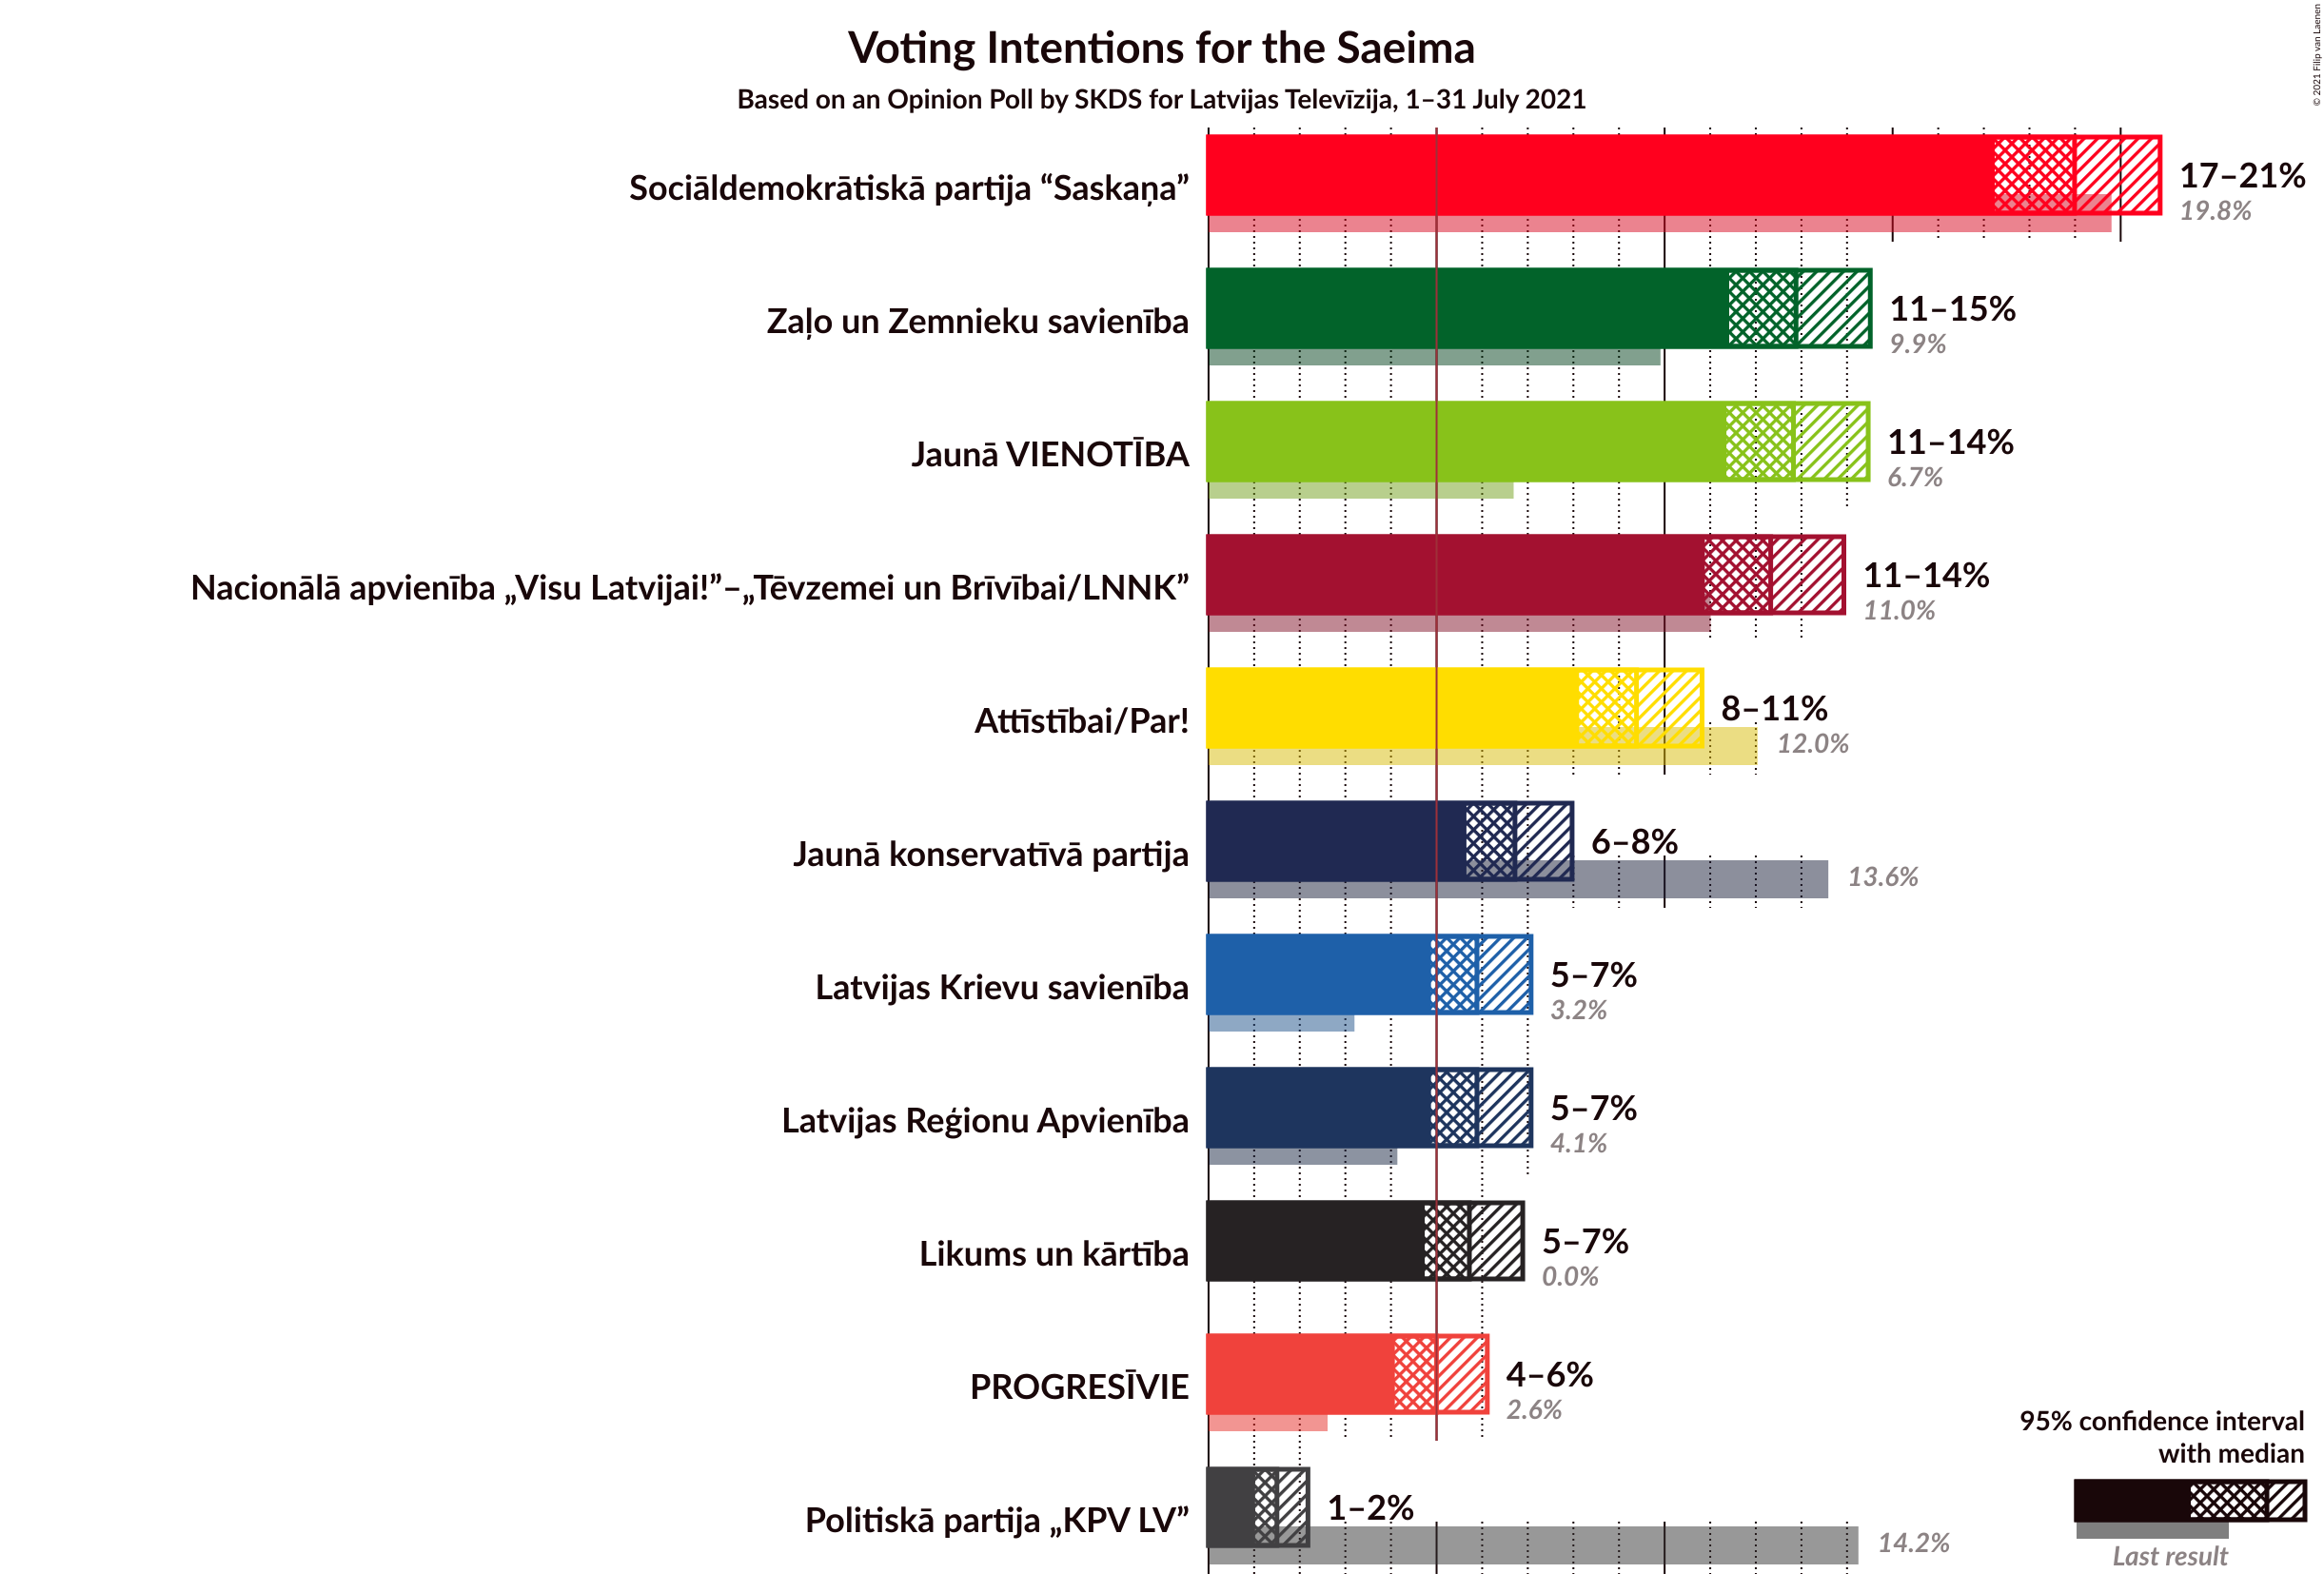 Voting Intentions for the Saeima
Based on an Opinion Poll by SKDS for Latvijas Televīzija, 1–31 July 2021
© 2021 Filip van Laenen
Sociāldemokrātiskā partija “Saskaņa”
17–21%
19.8%
Zaļo un Zemnieku savienība
11–15%
9.9%
Jaunā VIENOTĪBA
11–14%
6.7%
Nacionālā apvienība „Visu Latvijai!”–„Tēvzemei un Brīvībai/LNNK”
11–14%
11.0%
Attīstībai/Par!
8–11%
12.0%
Jaunā konservatīvā partija
6–8%
13.6%
Latvijas Krievu savienība
5–7%
3.2%
Latvijas Reģionu Apvienība
5–7%
4.1%
Likums un kārtība
5–7%
0.0%
PROGRESĪVIE
4–6%
2.6%
Politiskā partija „KPV LV”
1–2%
14.2%
95% confidence interval
with median
Last result